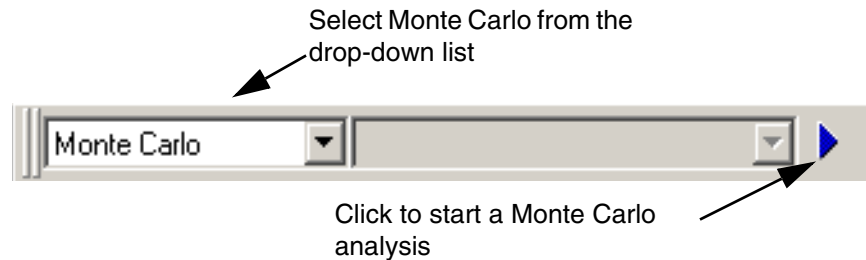 Select Monte Carlo from the
drop-down list
Monte Carlo
Click to start a Monte Carlo
analysis